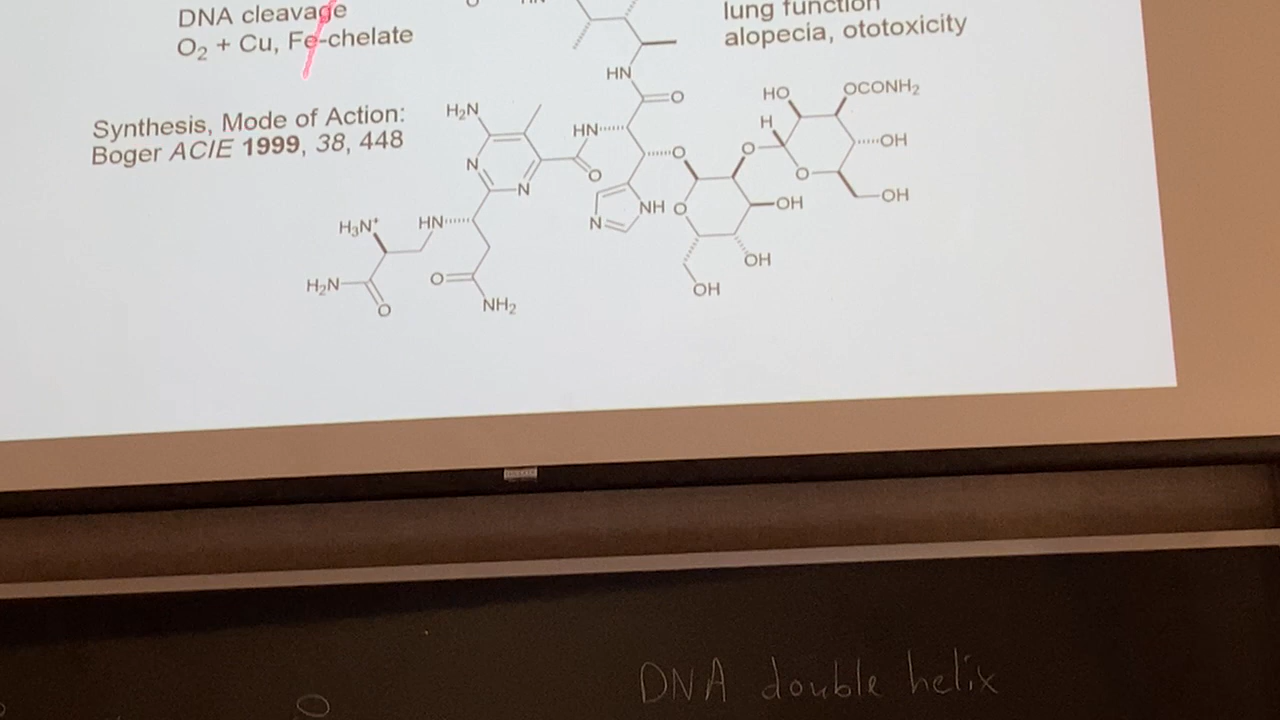 DNA cleavage
O₂ + Cu, Fe-chelate
lung function
alopecia, ototoxicity
Synthesis, Mode of Action:
Boger ACIE 1999, 38, 448
HN
O
H₂N
HN
O
HO
OCONH₂
H
N
N
O
O
O
OH
O
NH
O
OH
OH
N
H₃N⁺
HN
OH
H₂N
O
O
NH₂
OH
DNA double helix